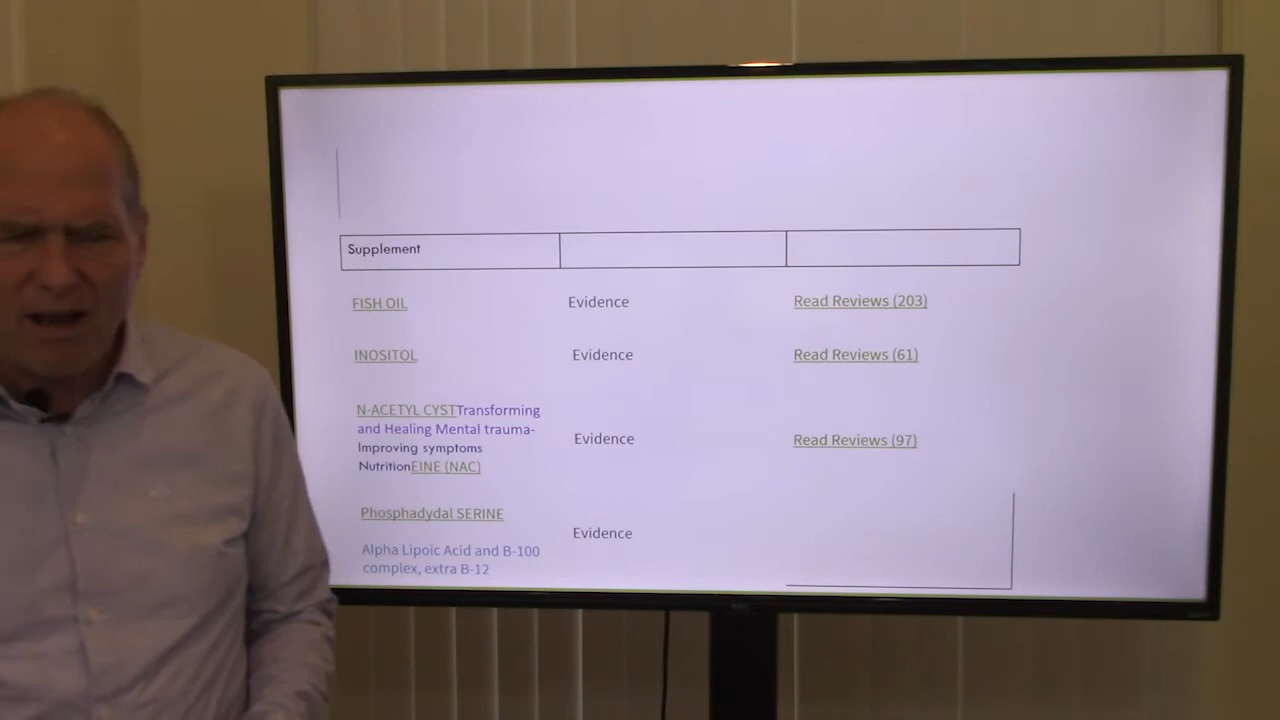 Supplement
FISH OIL Evidence Read Reviews (203)
INOSITOL Evidence Read Reviews (61)
N-ACETYL CYSTTransforming
and Healing Mental trauma-
Improving symptoms
NutritionEINE (NAC)
Evidence Read Reviews (97)
Phosphadydal SERINE
Evidence
Alpha Lipoic Acid and B-100
complex, extra B-12